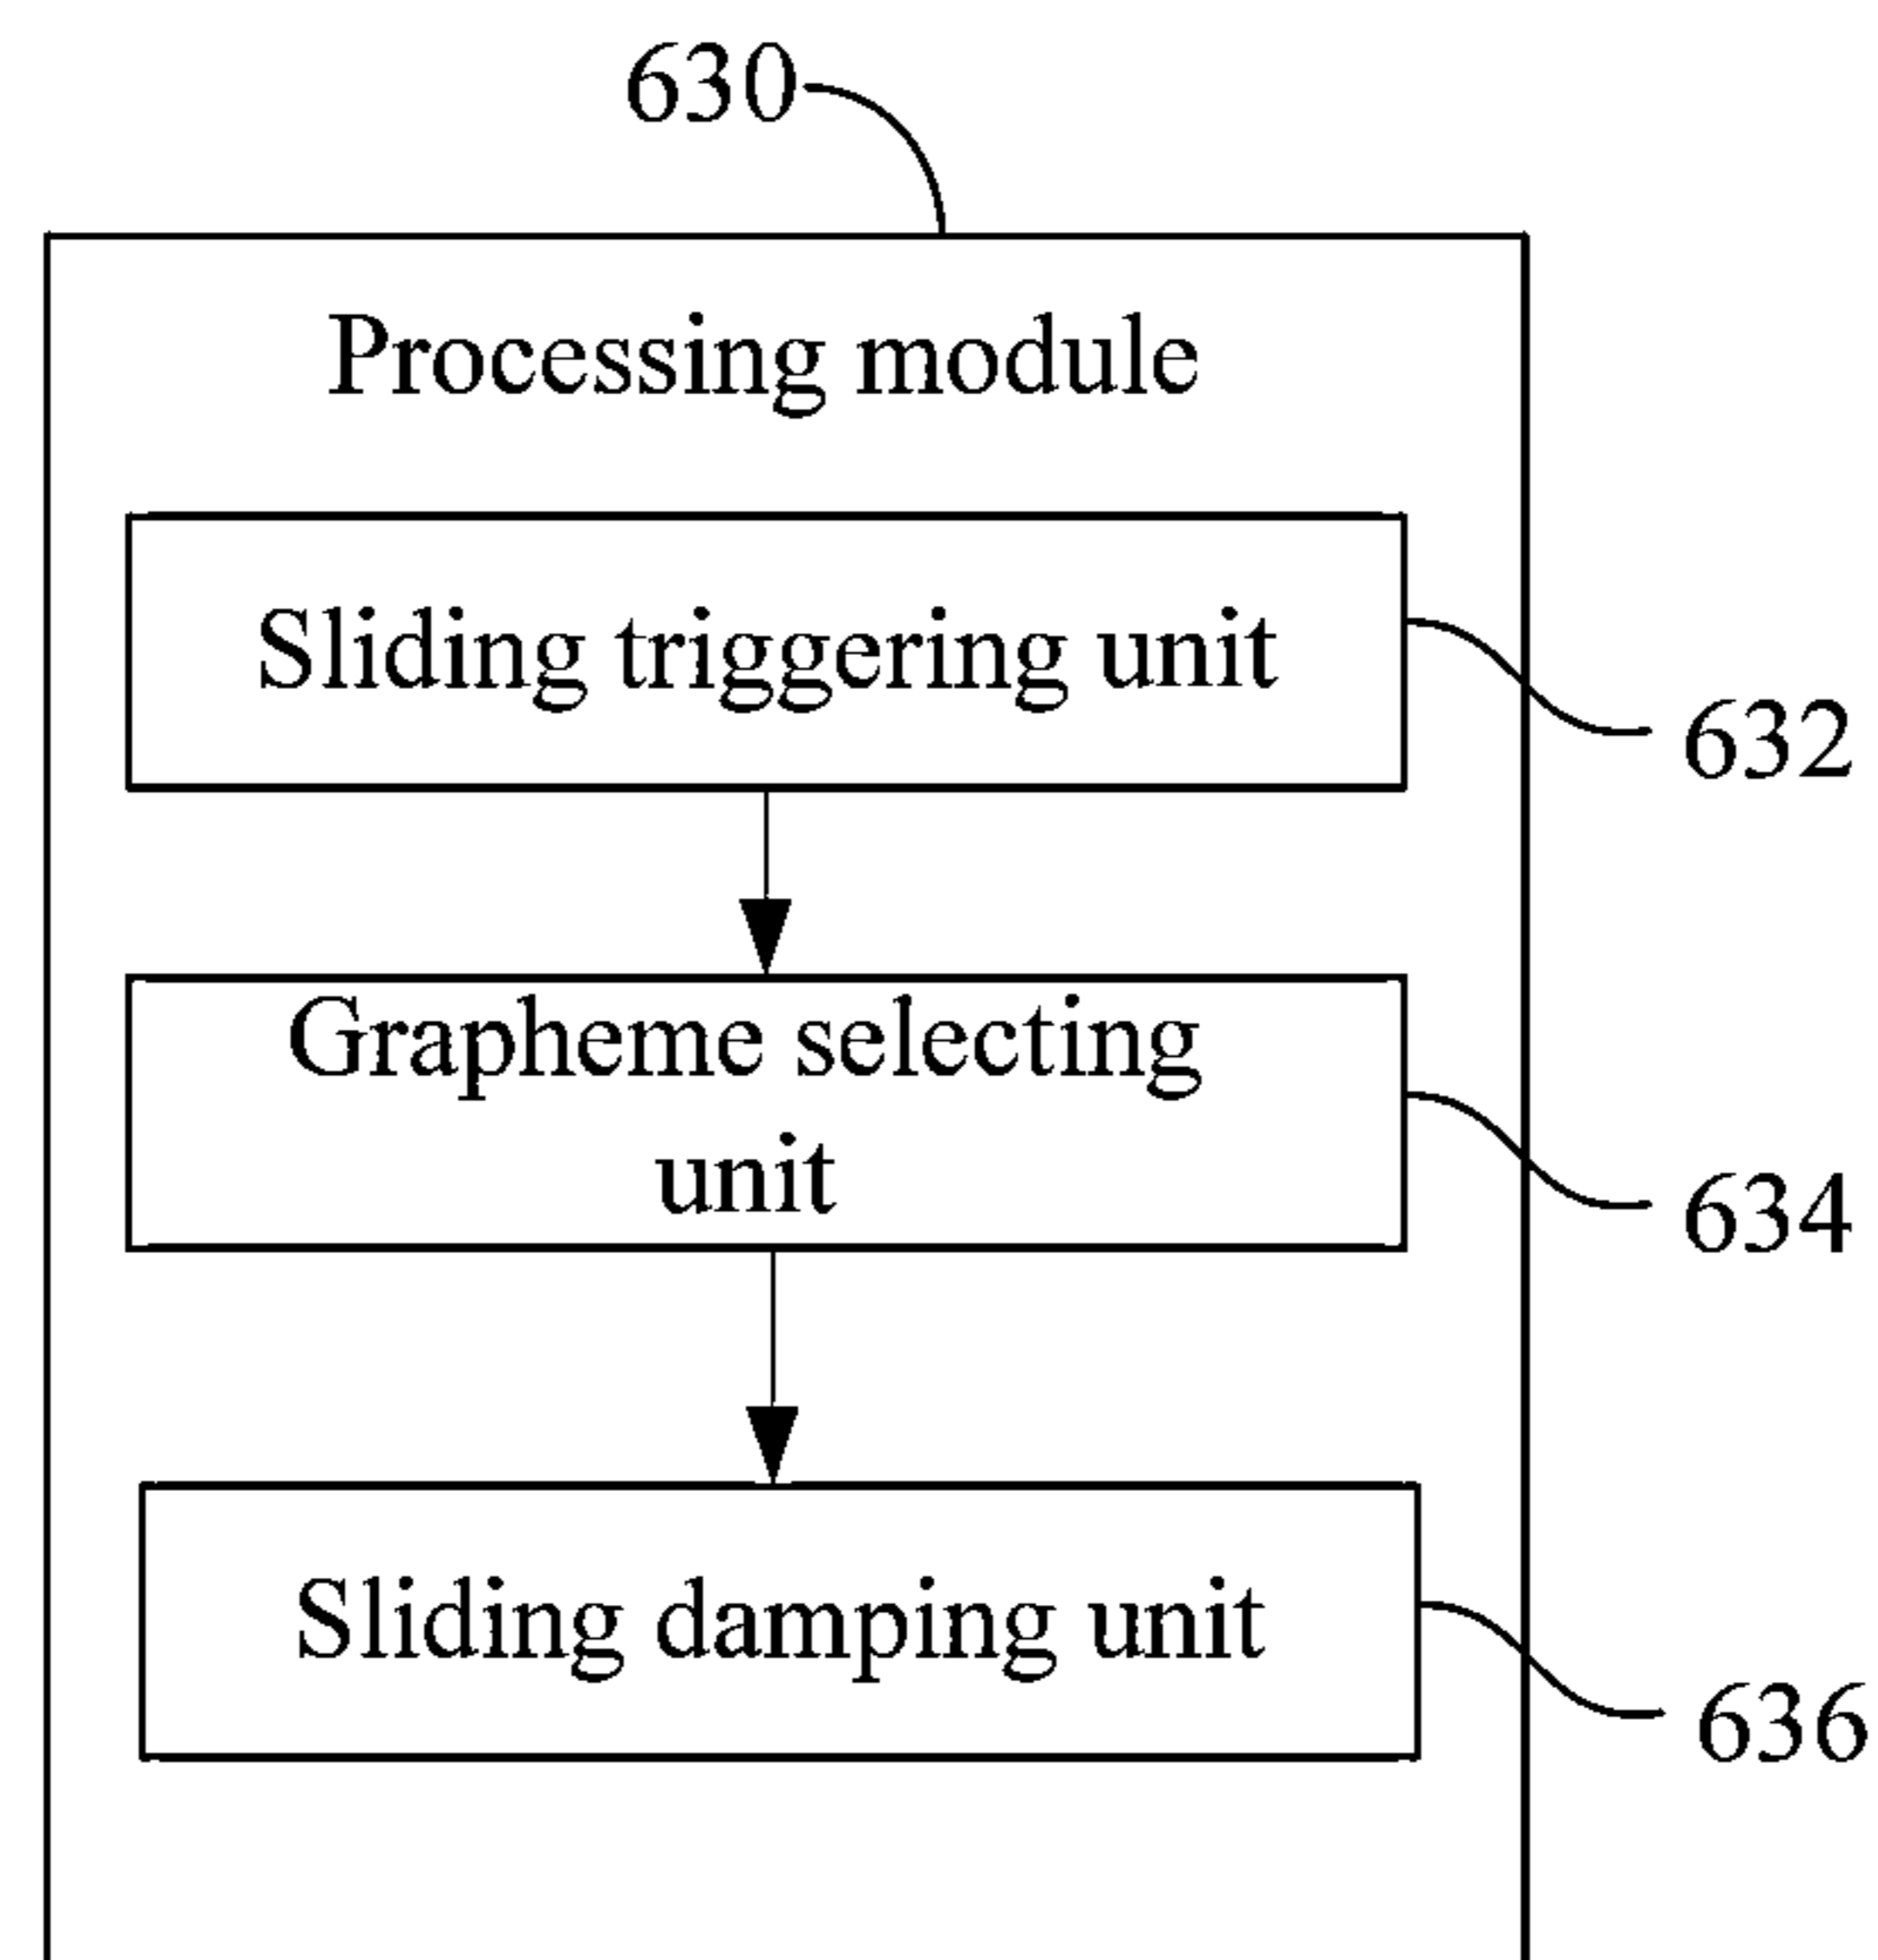 630
Processing module
Sliding triggering unit
632
Grapheme selecting
unit
634
Sliding damping unit
636